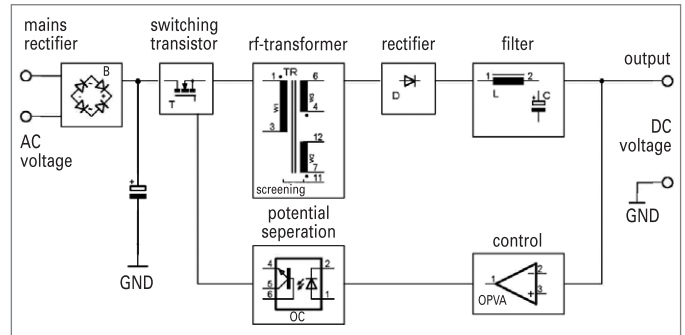 mains
rectifier
switching
transistor
rf-transformer
rectifier
filter
output
B
T
1 TR 6
W1
W3
4
3
12
W2
7
11
screening
D
1 2
L
+ C
AC
voltage
DC
voltage
+
GND
GND
potential
seperation
4 2
5
6 1
OC
control
1 2
3
OPVA